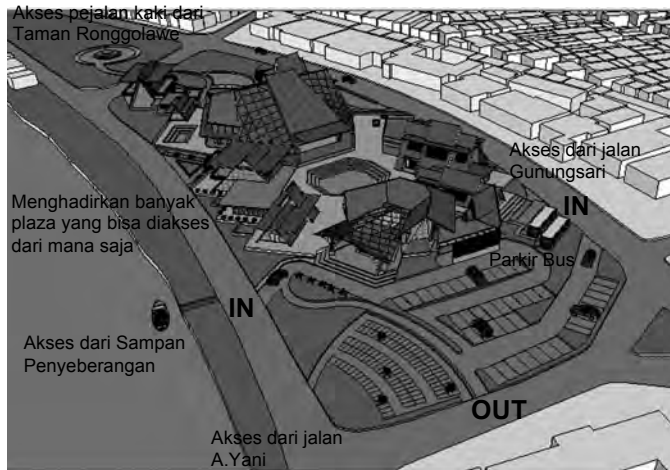 Akses pejalan kaki dari
Taman Ronggolawe
Akses dari jalan
Gunungsari
IN
Menghadirkan banyak
plaza yang bisa diakses
dari mana saja
Parkir Bus
IN
Akses dari Sampan
Penyeberangan
OUT
Akses dari jalan
A.Yani